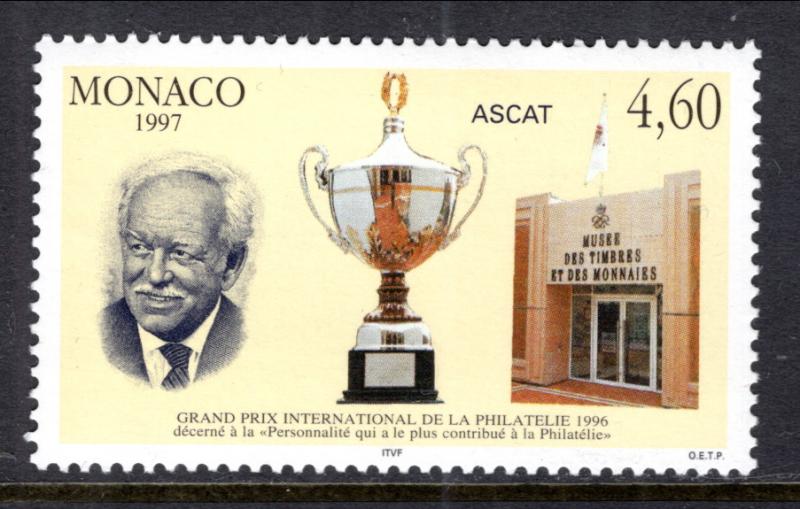 MONACO
1997
ASCAT
4,60
MUSEE
DES TIMBRES
ET DES MONNAIES
GRAND PRIX INTERNATIONAL DE LA PHILATELIE 1996
décerné à la «Personnalité qui a le plus contribué à la Philatélie»
ITVF
O.E.T.P.